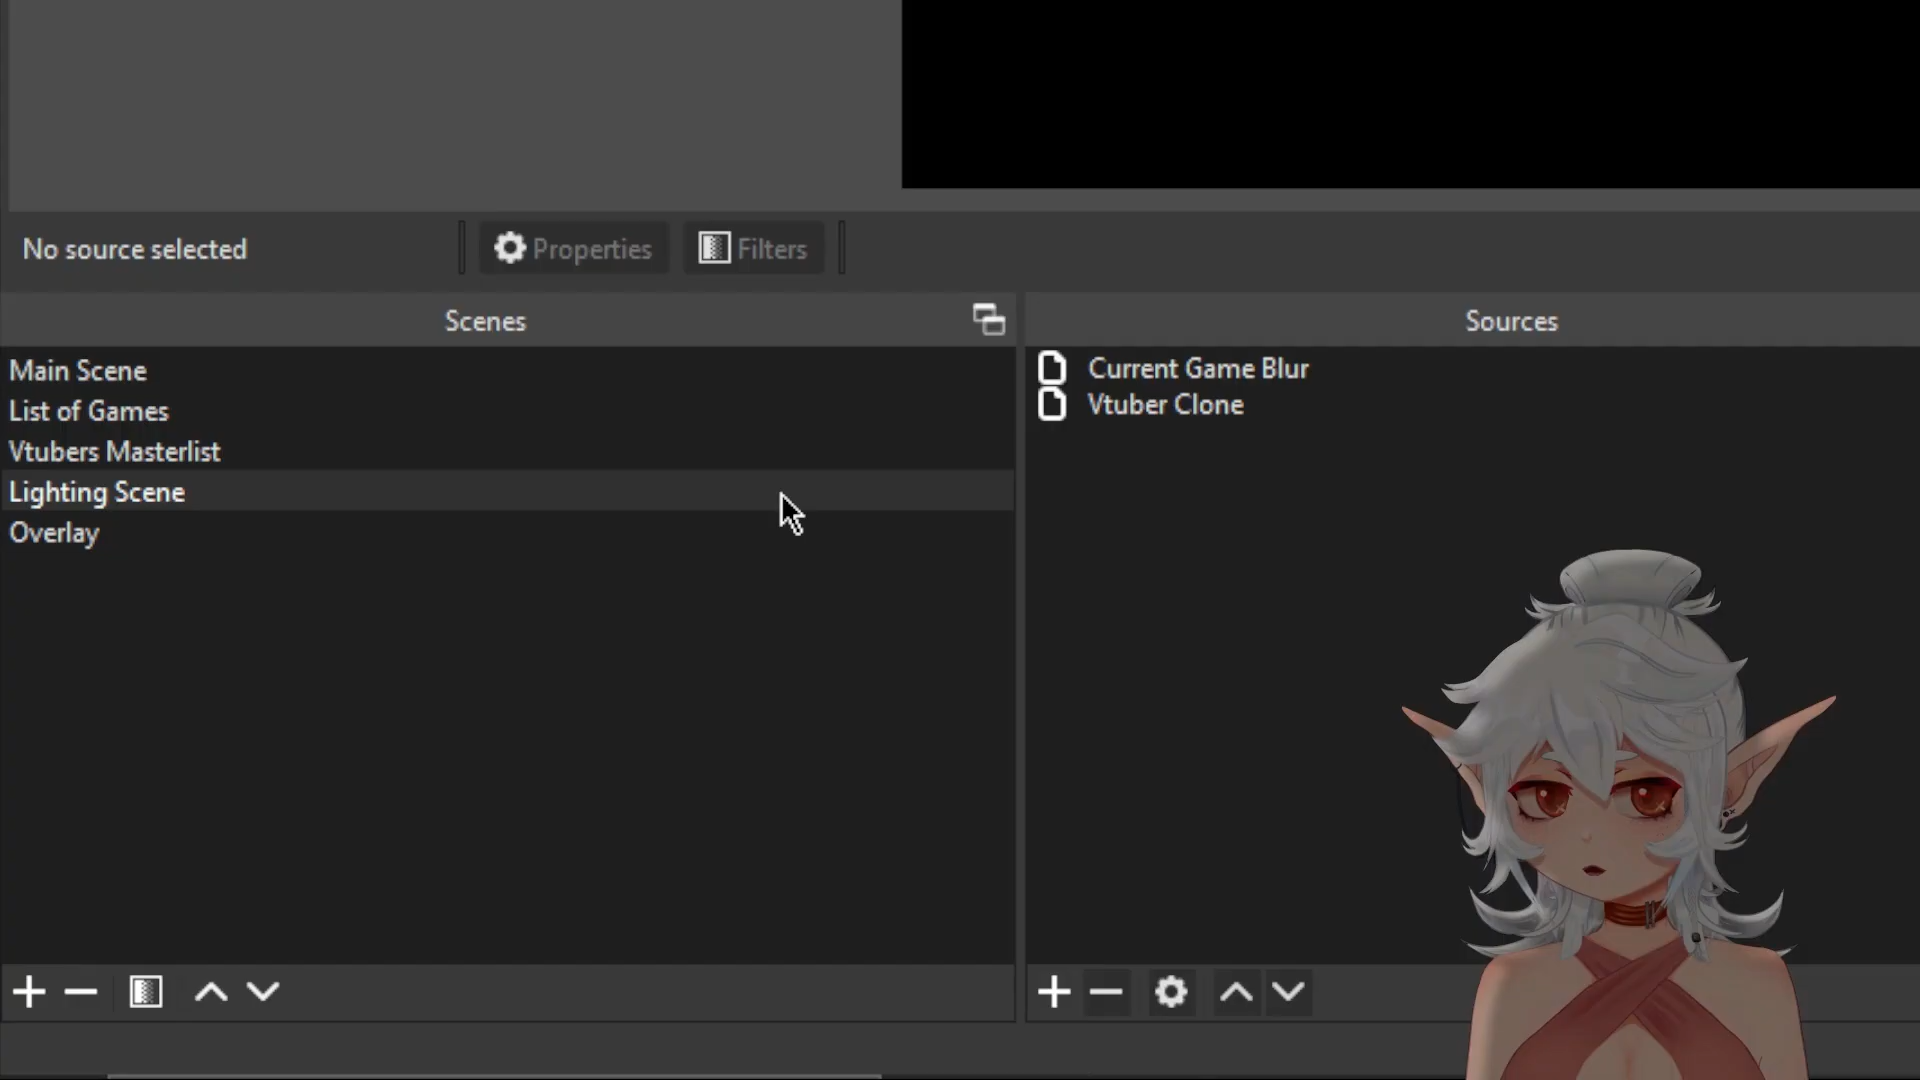 No source selected
Properties
Filters
Scenes
Main Scene
List of Games
Vtubers Masterlist
Lighting Scene
Overlay
Sources
Current Game Blur
Vtuber Clone